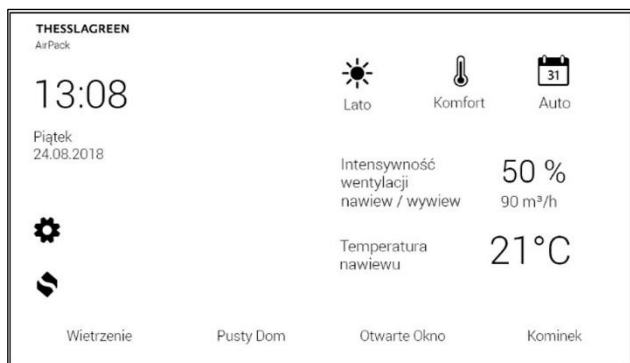 THESSLAGREEN
AirPack
13:08
Piątek
24.08.2018
31
Lato
Komfort
Auto
Intensywność
wentylacji
nawiew / wywiew
50 %
90 m³/h
Temperatura
nawiewu
21°C
Wietrzenie
Pusty Dom
Otwarte Okno
Kominek